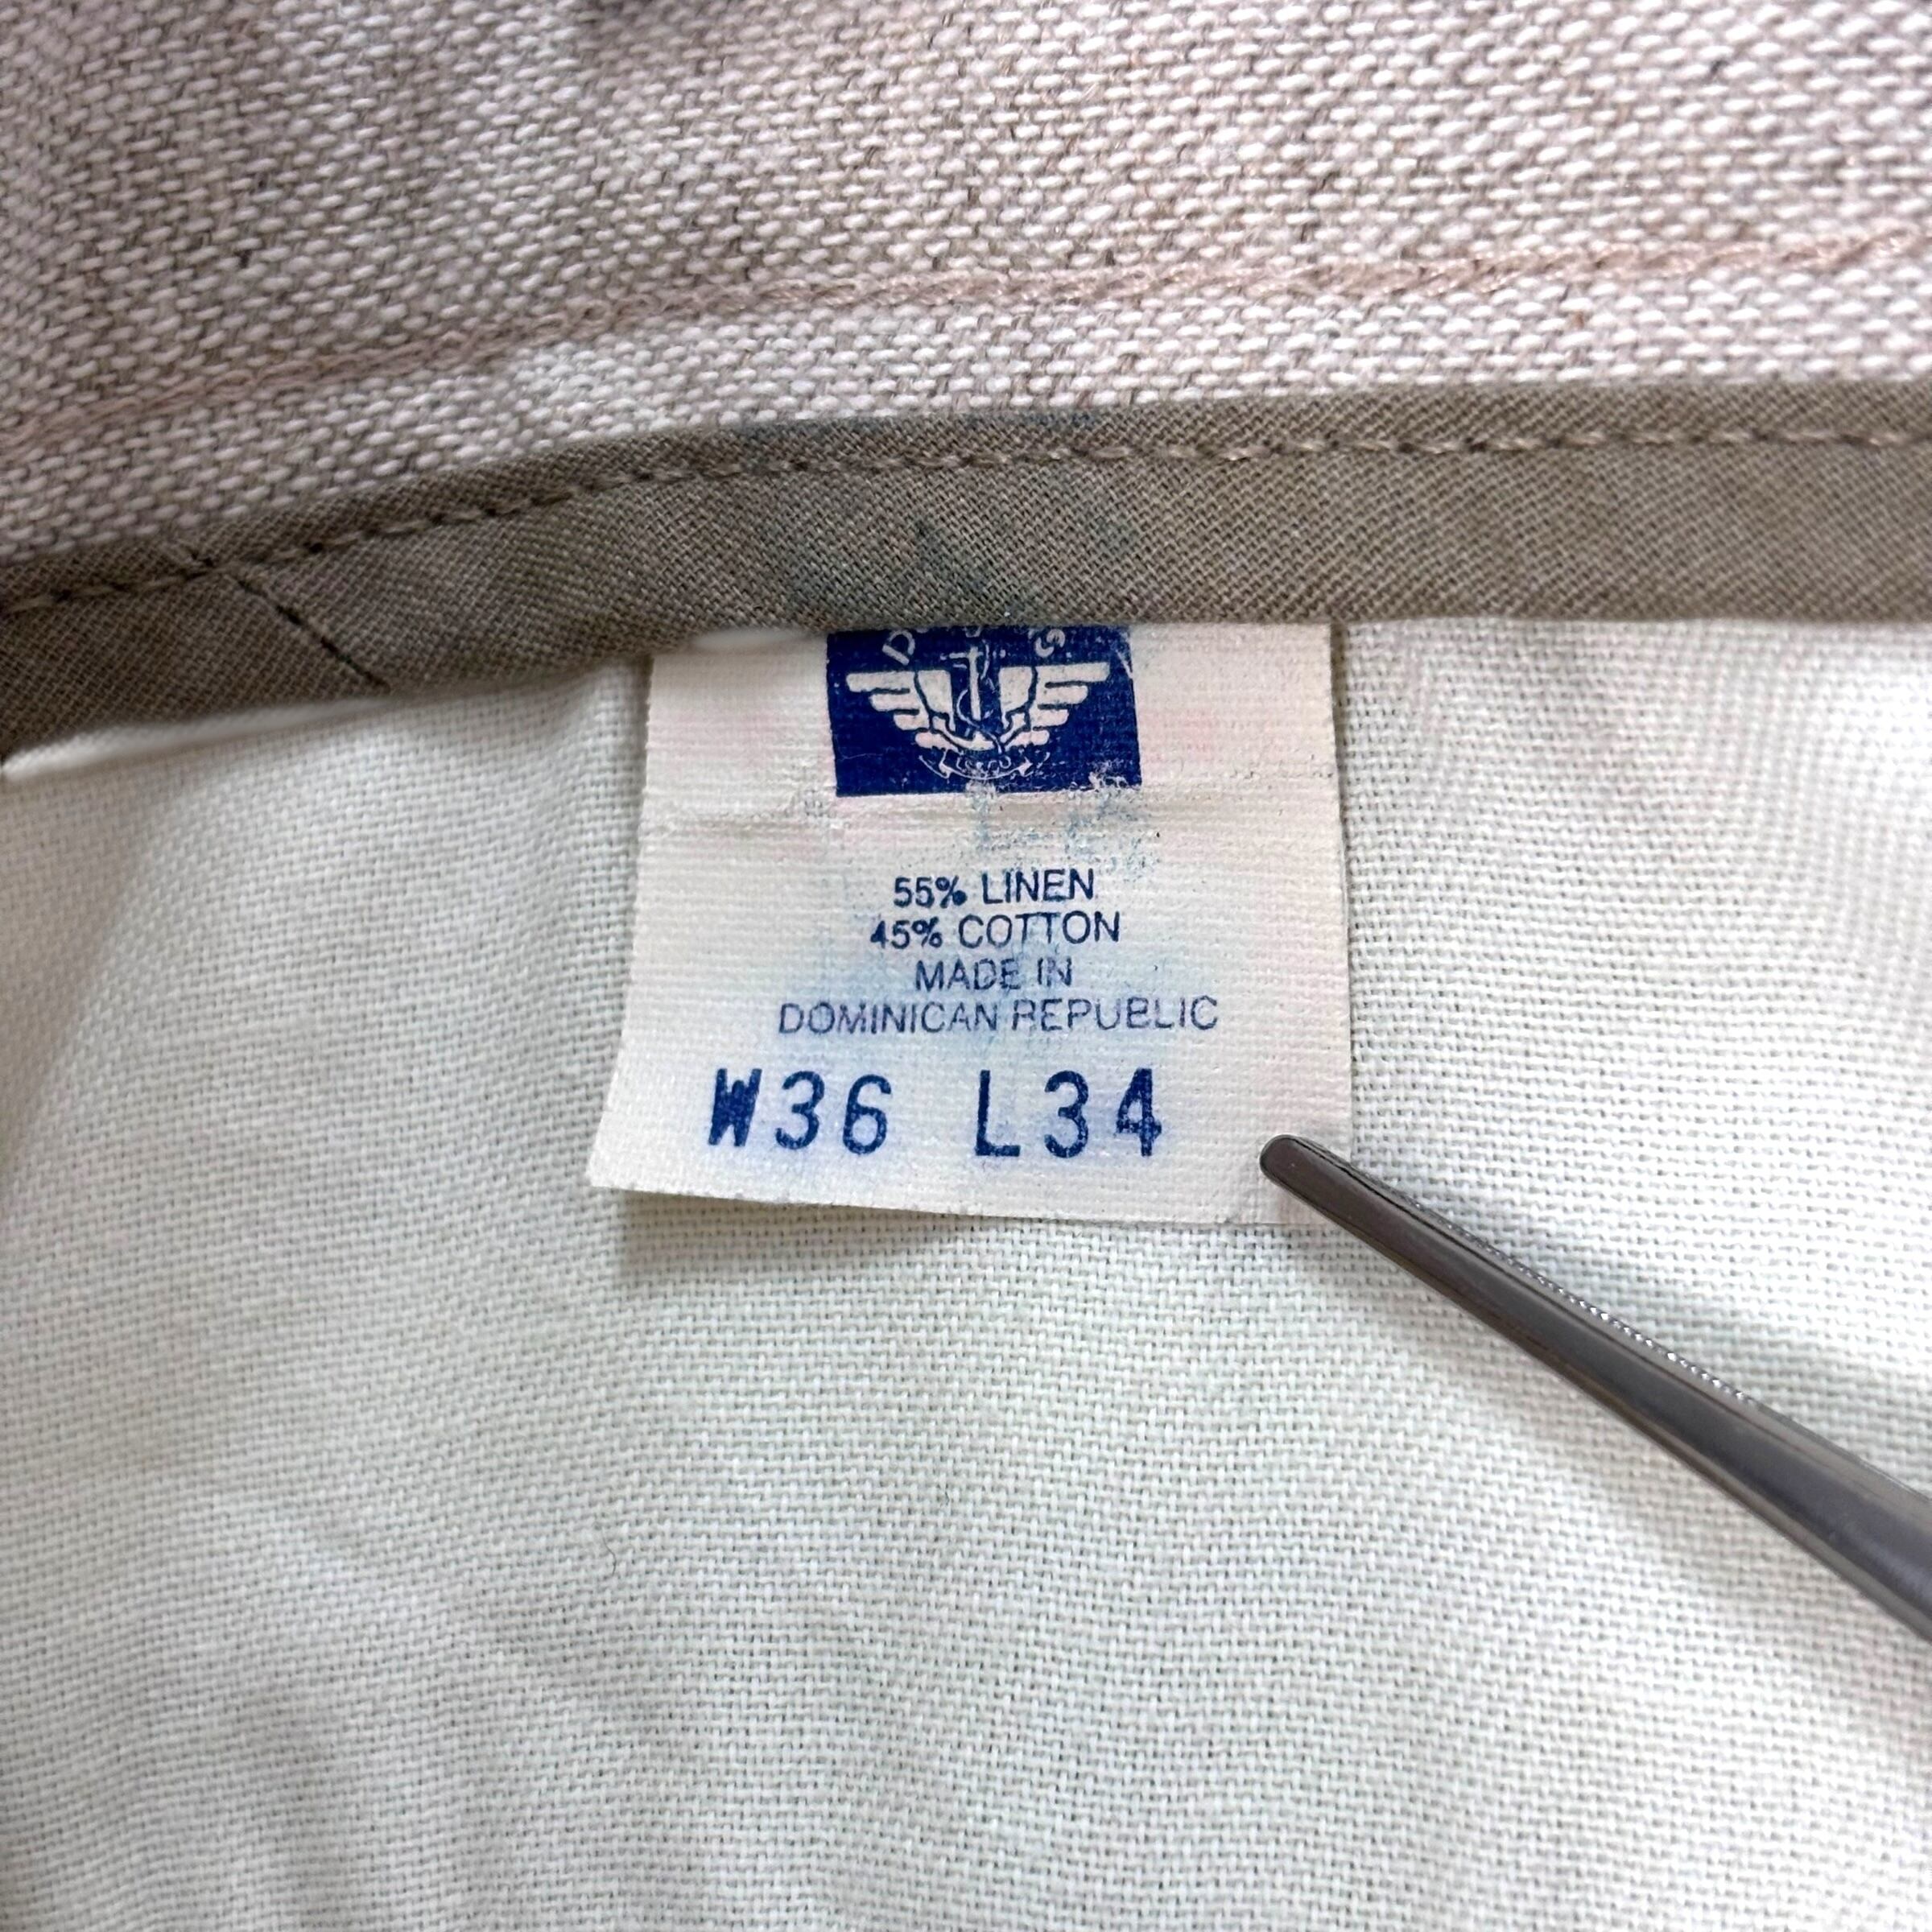 55% LINEN
45% COTTON
MADE IN
DOMINICAN REPUBLIC
W36 L34